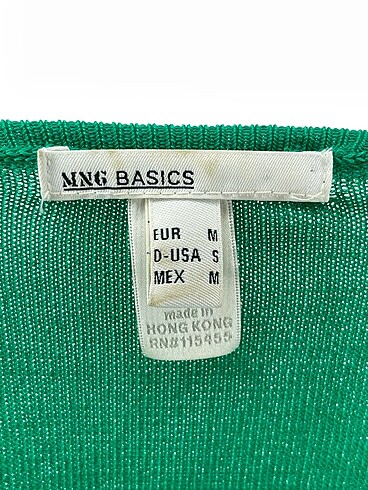 MNG BASICS
EUR M
D-USA S
MEX M
made in
HONG KONG
RN#115455